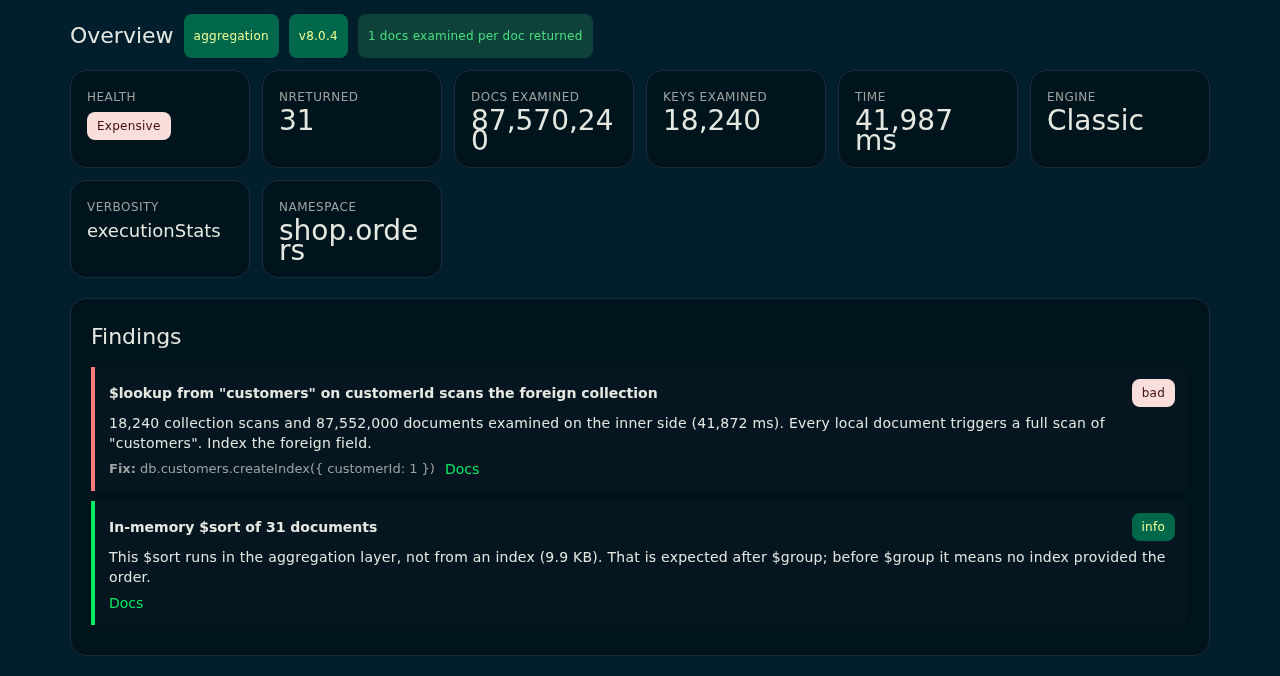 Overview aggregation v8.0.4 1 docs examined per doc returned
HEALTH
Expensive
NRETURNED
31
DOCS EXAMINED
87,570,24
0
KEYS EXAMINED
18,240
TIME
41,987
ms
ENGINE
Classic
VERBOSITY
executionStats
NAMESPACE
shop.orde
rs
Findings
$lookup from "customers" on customerId scans the foreign collection
bad
18,240 collection scans and 87,552,000 documents examined on the inner side (41,872 ms). Every local document triggers a full scan of
"customers". Index the foreign field.
Fix: db.customers.createIndex({ customerId: 1 }) Docs
In-memory $sort of 31 documents
info
This $sort runs in the aggregation layer, not from an index (9.9 KB). That is expected after $group; before $group it means no index provided the
order.
Docs